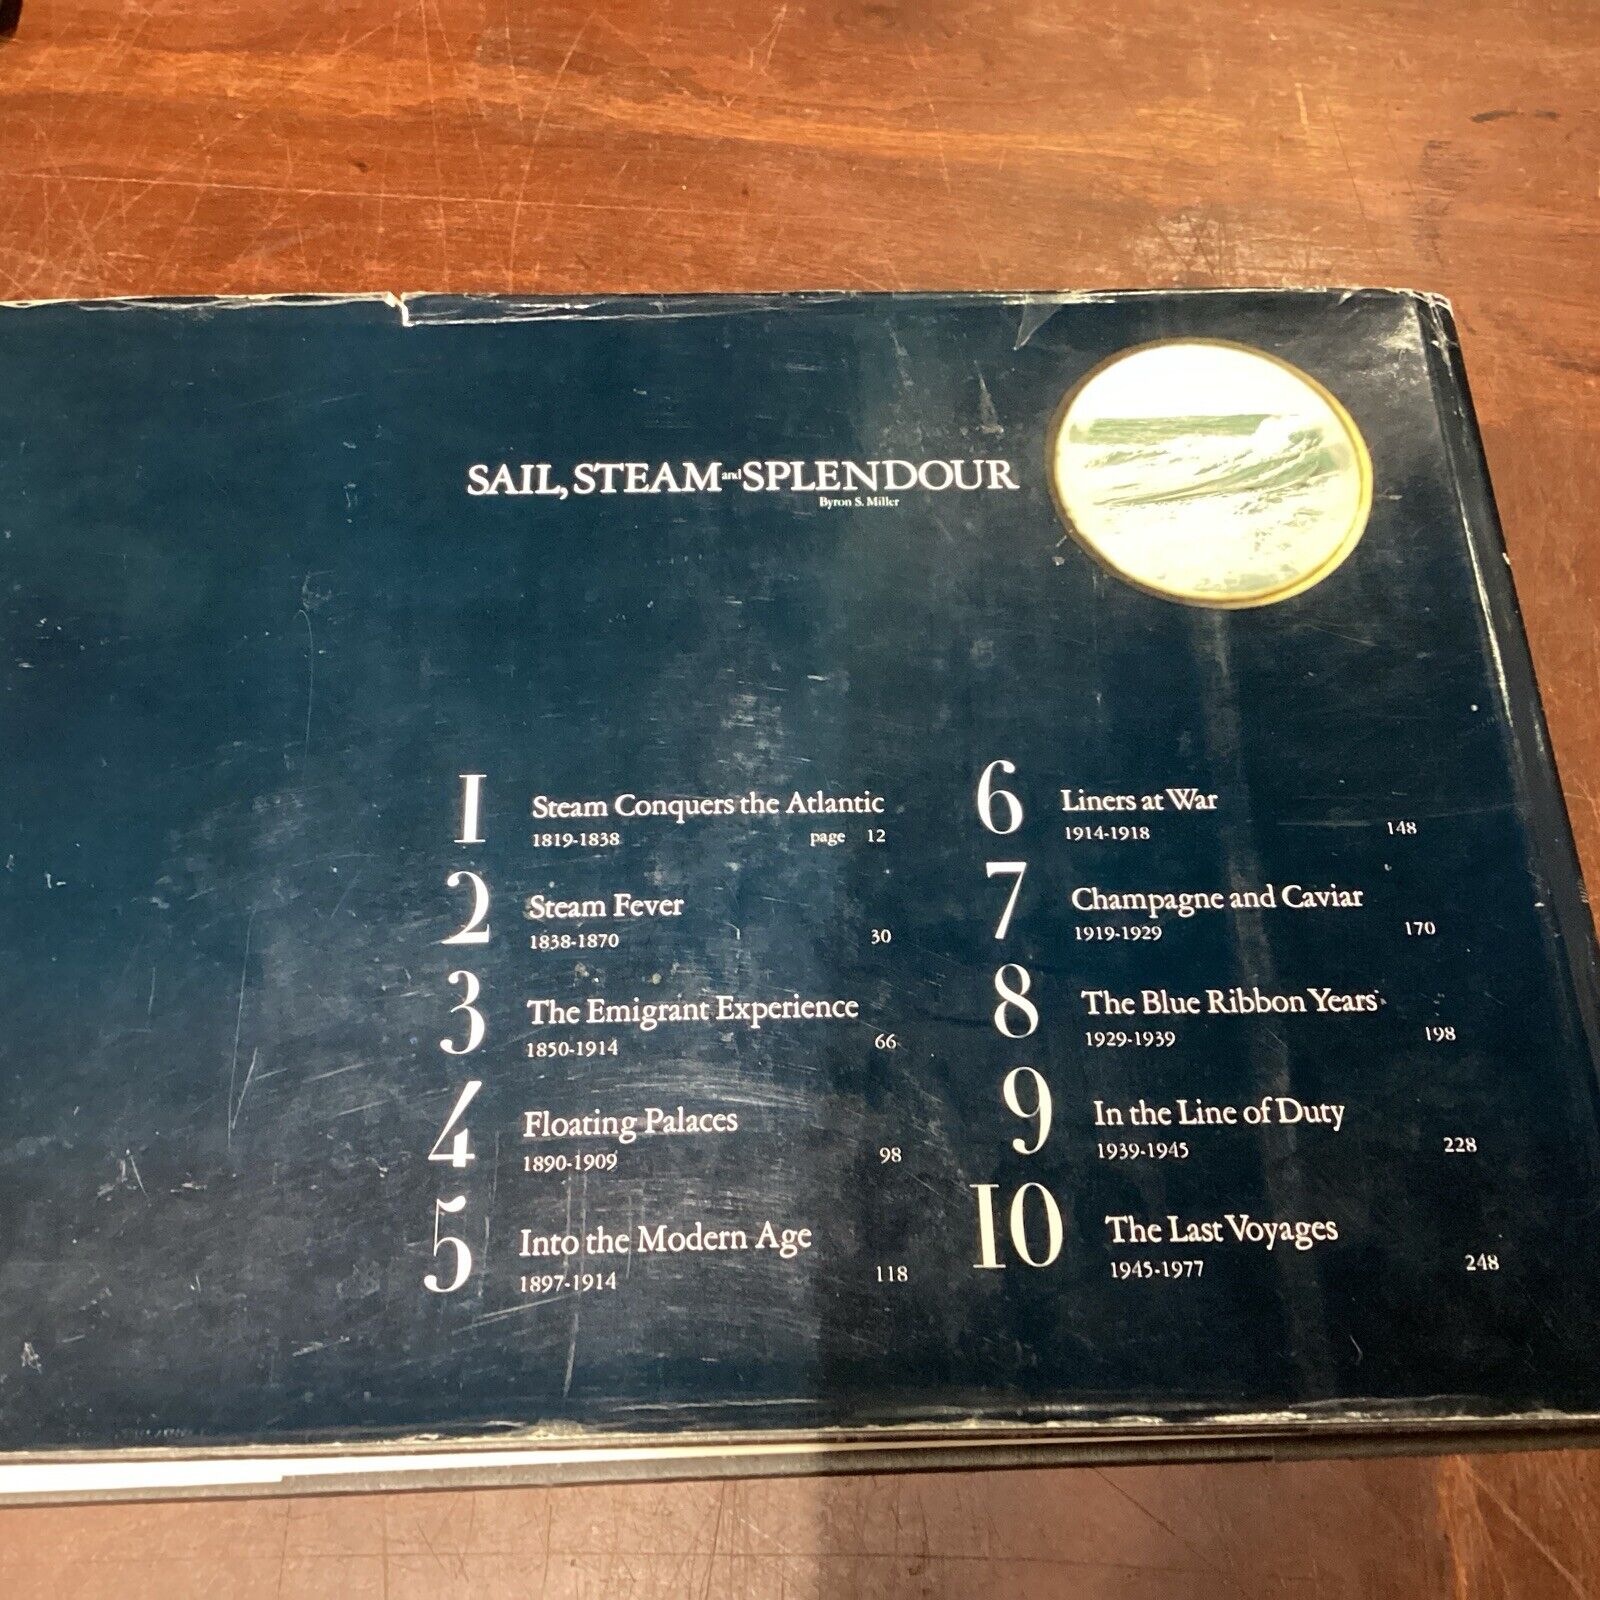 SAIL, STEAM and SPLENDOUR
Byron S. Miller
1 Steam Conquers the Atlantic
1819-1838 page 12
2 Steam Fever
1838-1870 30
3 The Emigrant Experience
1850-1914 66
4 Floating Palaces
1890-1909 98
5 Into the Modern Age
1897-1914 118
6 Liners at War
1914-1918 148
7 Champagne and Caviar
1919-1929 170
8 The Blue Ribbon Years
1929-1939 198
9 In the Line of Duty
1939-1945 228
10 The Last Voyages
1945-1977 248